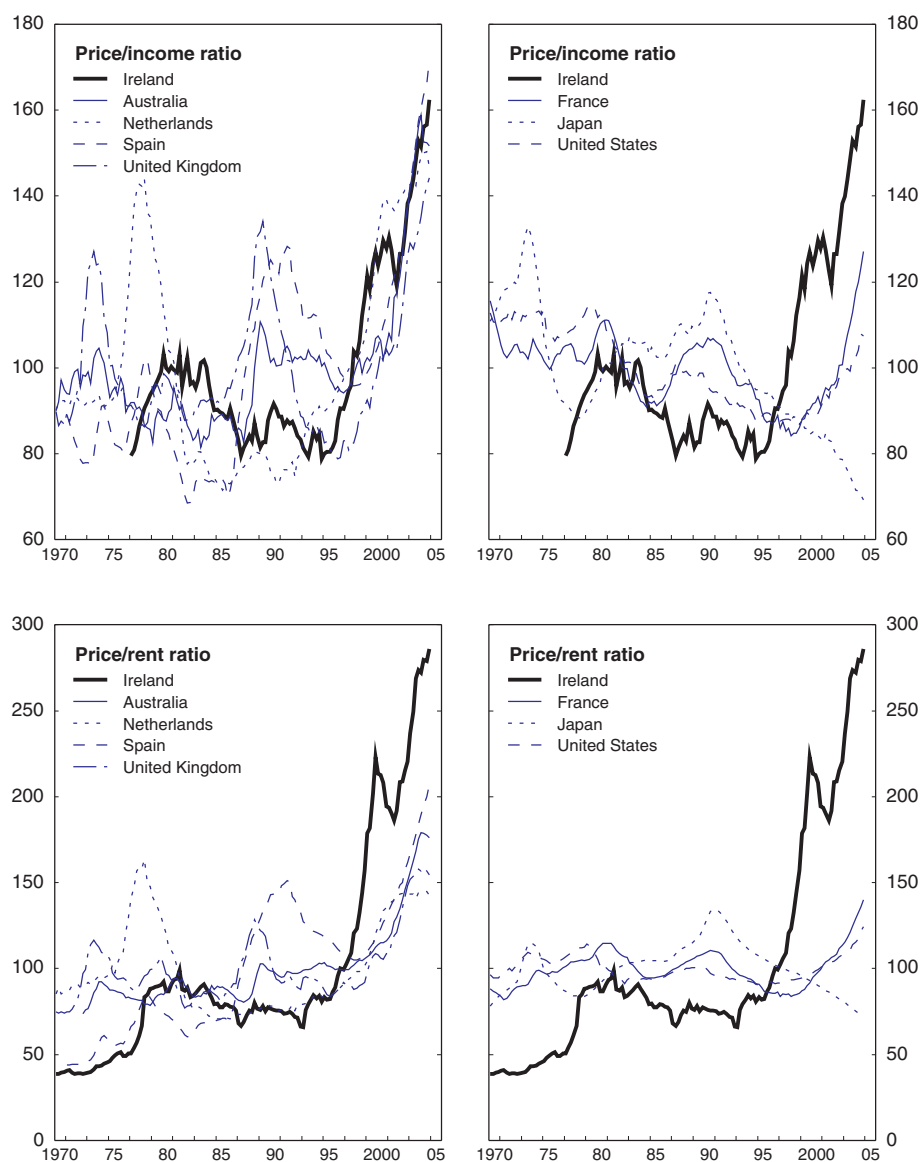 180
160
140
120
100
80
60
Price/income ratio
Ireland
Australia
Netherlands
Spain
United Kingdom
1970 75 80 85 90 95 2000 05
Price/income ratio
Ireland
France
Japan
United States
180
160
140
120
100
80
60
1970 75 80 85 90 95 2000 05
300
250
200
150
100
50
0
Price/rent ratio
Ireland
Australia
Netherlands
Spain
United Kingdom
1970 75 80 85 90 95 2000 05
Price/rent ratio
Ireland
France
Japan
United States
300
250
200
150
100
50
0
1970 75 80 85 90 95 2000 05